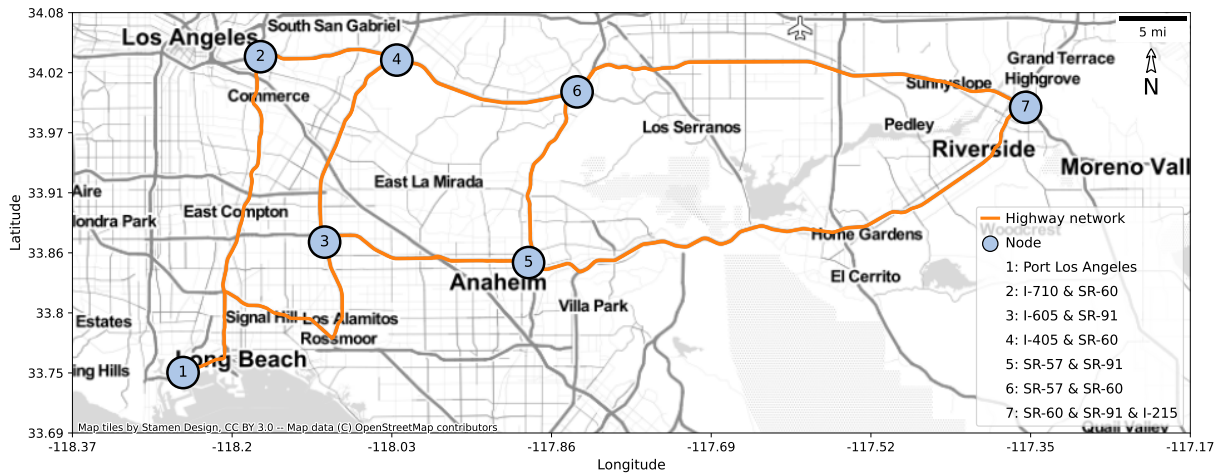 34.08
34.02
33.97
33.91
33.86
33.8
33.75
33.69
Latitude
South San Gabriel
Los Angeles
Commerce
Aire
londra Park
East Compton
East La Mirada
Los Serranos
Sunnyslope
Grand Terrace
Highgrove
Pedley
Riverside
Moreno Vall
Home Gardens
El Cerrito
Woodcrest
Anaheim
Villa Park
Estates
Signal Hill
Los Alamitos
Rossmoor
ing Hills
Long Beach
Quail Valley
5 mi
N
1
2
3
4
5
6
7
Highway network
Node
1: Port Los Angeles
2: I-710 & SR-60
3: I-605 & SR-91
4: I-405 & SR-60
5: SR-57 & SR-91
6: SR-57 & SR-60
7: SR-60 & SR-91 & I-215
Map tiles by Stamen Design, CC BY 3.0 -- Map data (C) OpenStreetMap contributors
-118.37
-118.2
-118.03
-117.86
-117.69
-117.52
-117.35
-117.17
Longitude